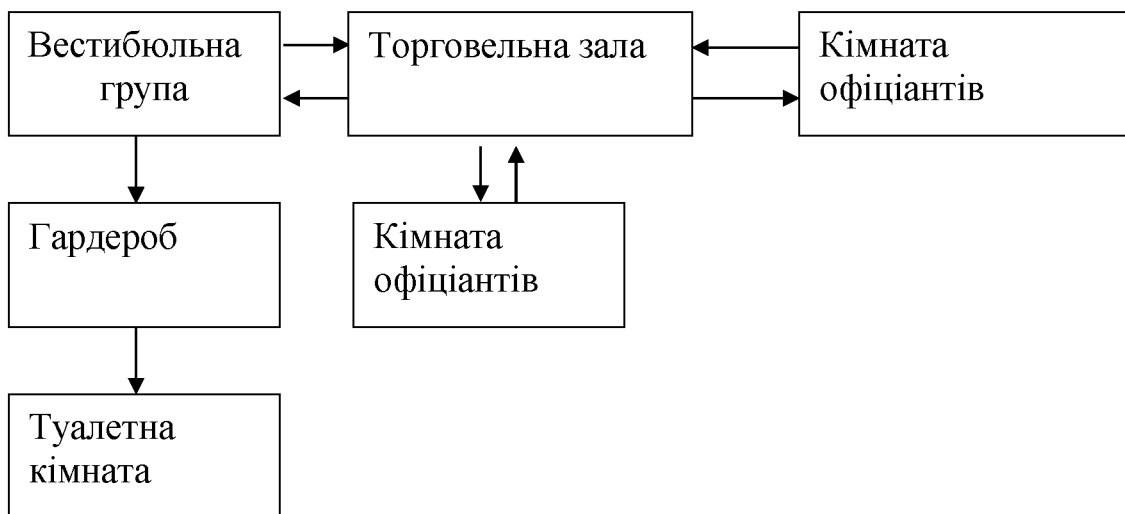 Вестибюльна
група
Торговельна зала
Кімната
офіціантів
Гардероб
Кімната
офіціантів
Туалетна
кімната